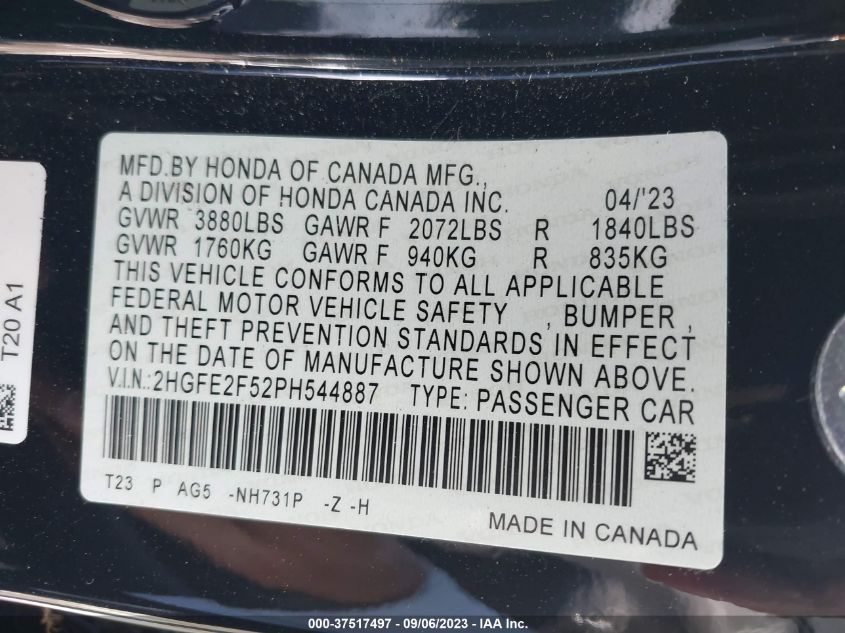 MFD.BY HONDA OF CANADA MFG.,
A DIVISION OF HONDA CANADA INC. 04/'23
GVWR 3880LBS GAWR F 2072LBS R 1840LBS
GVWR 1760KG GAWR F 940KG R 835KG
THIS VEHICLE CONFORMS TO ALL APPLICABLE
FEDERAL MOTOR VEHICLE SAFETY , BUMPER ,
AND THEFT PREVENTION STANDARDS IN EFFECT
ON THE DATE OF MANUFACTURE SHOWN ABOVE.
V.I.N.:2HGFE2F52PH544887 TYPE: PASSENGER CAR
T23 P AG5 -NH731P -Z -H
MADE IN CANADA
T20 A1
000-37517497 - 09/06/2023 - IAA Inc.